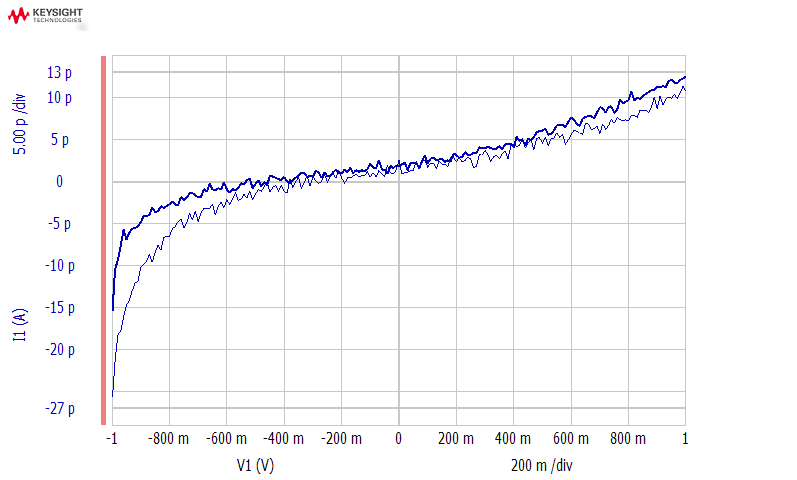 KEYSIGHT
TECHNOLOGIES
13 p
10 p
5 p
0
-5 p
-10 p
-15 p
-20 p
-27 p
5.00 p /div
I1 (A)
-1 -800 m -600 m -400 m -200 m 0 200 m 400 m 600 m 800 m 1
V1 (V) 200 m /div